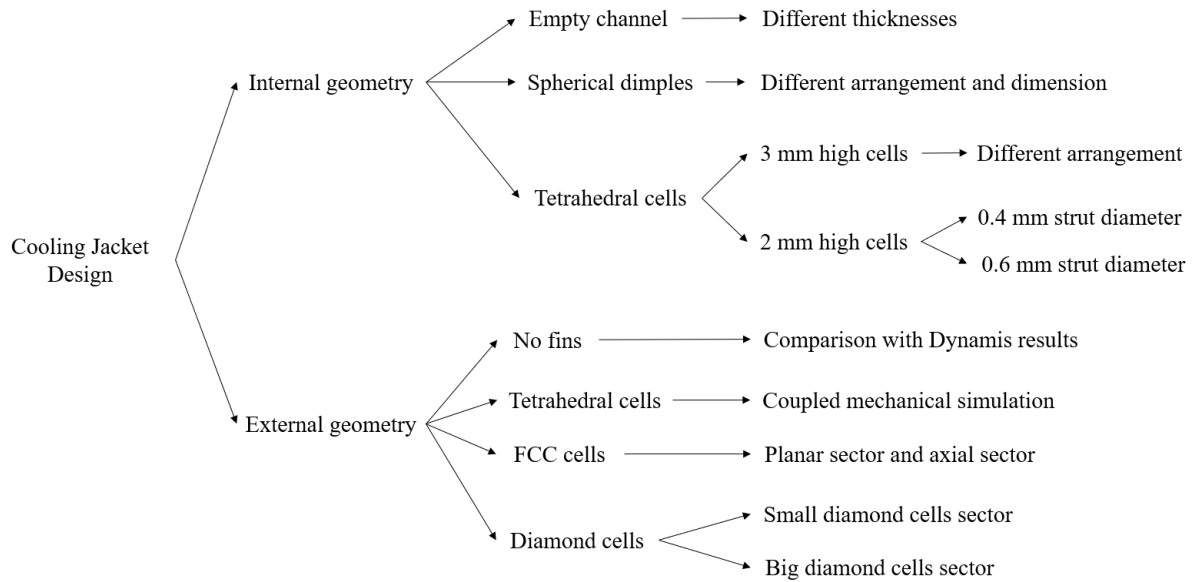 Cooling Jacket
Design
Internal geometry
Empty channel
Different thicknesses
Spherical dimples
Different arrangement and dimension
Tetrahedral cells
3 mm high cells
Different arrangement
2 mm high cells
0.4 mm strut diameter
0.6 mm strut diameter
External geometry
No fins
Comparison with Dynamis results
Tetrahedral cells
Coupled mechanical simulation
FCC cells
Planar sector and axial sector
Diamond cells
Small diamond cells sector
Big diamond cells sector